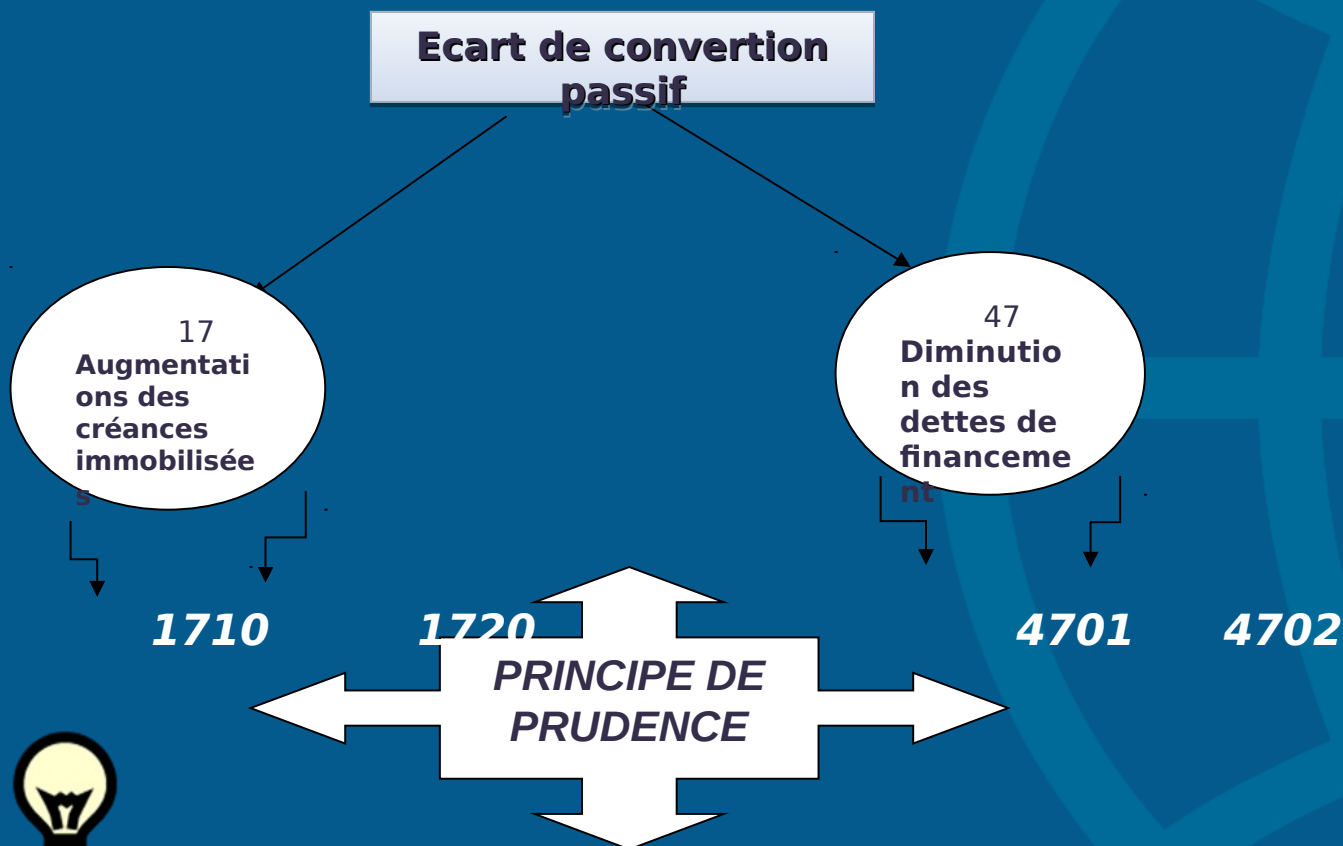 Ecart de convertion
passif
17
Augmentati
ons des
créances
immobilisée
s
47
Diminutio
n des
dettes de
financeme
nt
1710 1720 4701 4702
PRINCIPE DE
PRUDENCE